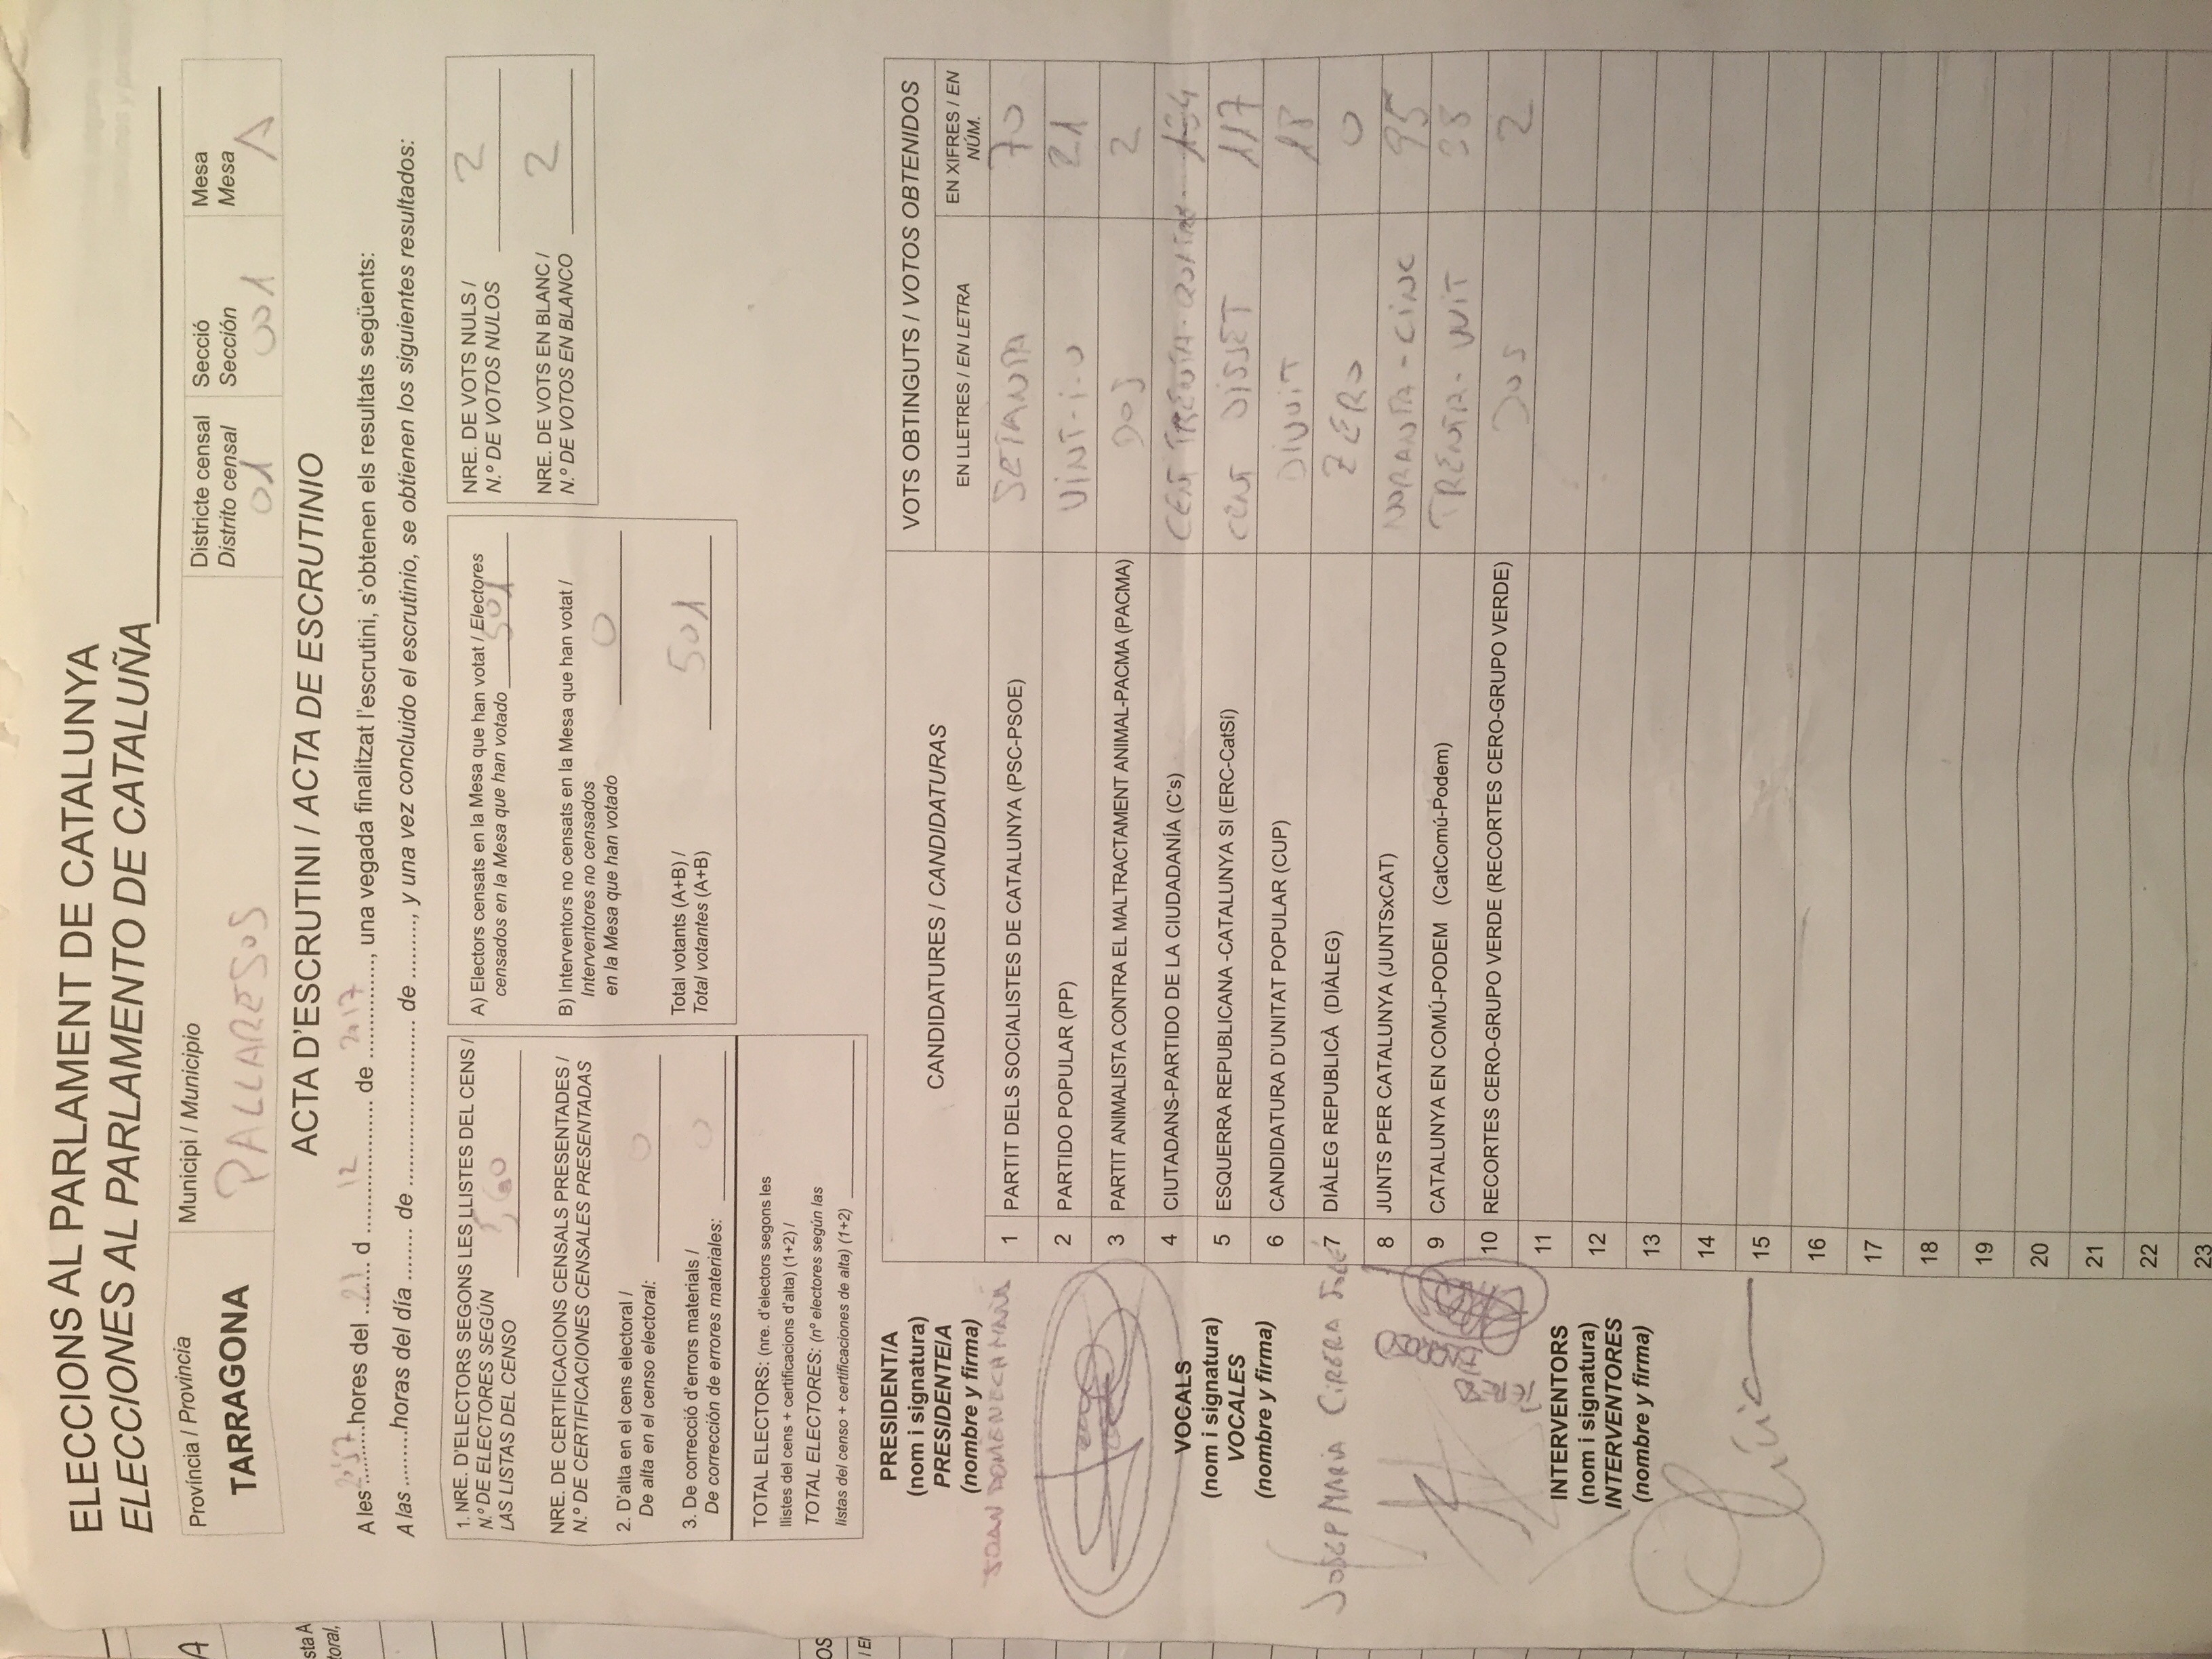 ELECCIONS AL PARLAMENT DE CATALUNYA
ELECCIONES AL PARLAMENTO DE CATALUÑA
Província / Provincia
TARRAGONA
Municipi / Municipio
PALLARESOS
Districte censal
Distrito censal
01
Secció
Sección
001
Mesa
Mesa
A
ACTA D'ESCRUTINI / ACTA DE ESCRUTINIO
A les 20'57 hores del 21 d 12 de 2017, una vegada finalitzat l'escrutini, s'obtenen els resultats següents:
A las .........horas del día ........ de ........................ de ........., y una vez concluido el escrutinio, se obtienen los siguientes resultados:
1. NRE. D'ELECTORS SEGONS LES LLISTES DEL CENS /
N.º DE ELECTORES SEGÚN
LAS LISTAS DEL CENSO
NRE. DE CERTIFICACIONS CENSALS PRESENTADES /
N.º DE CERTIFICACIONES CENSALES PRESENTADAS
2. D'alta en el cens electoral /
De alta en el censo electoral: 0
3. De correcció d'errors materials /
De corrección de errores materiales: 0
TOTAL ELECTORS: (nre. d'electors segons les
llistes del cens + certificacions d'alta) (1+2) /
TOTAL ELECTORES: (nº electores según las
listas del censo + certificaciones de alta) (1+2)
A) Electors censats en la Mesa que han votat / Electores
censados en la Mesa que han votado 501
B) Interventors no censats en la Mesa que han votat /
Interventores no censados
en la Mesa que han votado 0
Total votants (A+B) /
Total votantes (A+B) 501
NRE. DE VOTS NULS /
N.º DE VOTOS NULOS 2
NRE. DE VOTS EN BLANC /
N.º DE VOTOS EN BLANCO 2
PRESIDENT/A
(nom i signatura)
PRESIDENTE/A
(nombre y firma)
JOAN DOMENECH MAÑÁ
VOCALS
(nom i signatura)
VOCALES
(nombre y firma)
JOSEP MARIA CIRERA
TERESA
BARROSO
INTERVENTORS
(nom i signatura)
INTERVENTORES
(nombre y firma)
CANDIDATURES / CANDIDATURAS
VOTS OBTINGUTS / VOTOS OBTENIDOS
EN LLETRES / EN LETRA
EN XIFRES / EN
NÚM.
1 PARTIT DELS SOCIALISTES DE CATALUNYA (PSC-PSOE) SETANTA 70
2 PARTIDO POPULAR (PP) VINT-I-U 21
3 PARTIT ANIMALISTA CONTRA EL MALTRACTAMENT ANIMAL-PACMA (PACMA) DOS 2
4 CIUTADANS-PARTIDO DE LA CIUDADANÍA (C's) CENT TRENTA-QUATRE 134
5 ESQUERRA REPUBLICANA -CATALUNYA SI (ERC-CatSí) CENT DISSET 117
6 CANDIDATURA D'UNITAT POPULAR (CUP) DIVUIT 18
7 DIÀLEG REPUBLICÀ (DIÀLEG) ZERO 0
8 JUNTS PER CATALUNYA (JUNTSxCAT) NORANTA-CINC 95
9 CATALUNYA EN COMÚ-PODEM (CatComú-Podem) TRENTA-VUIT 38
10 RECORTES CERO-GRUPO VERDE (RECORTES CERO-GRUPO VERDE) DOS 2
11
12
13
14
15
16
17
18
19
20
21
22
23